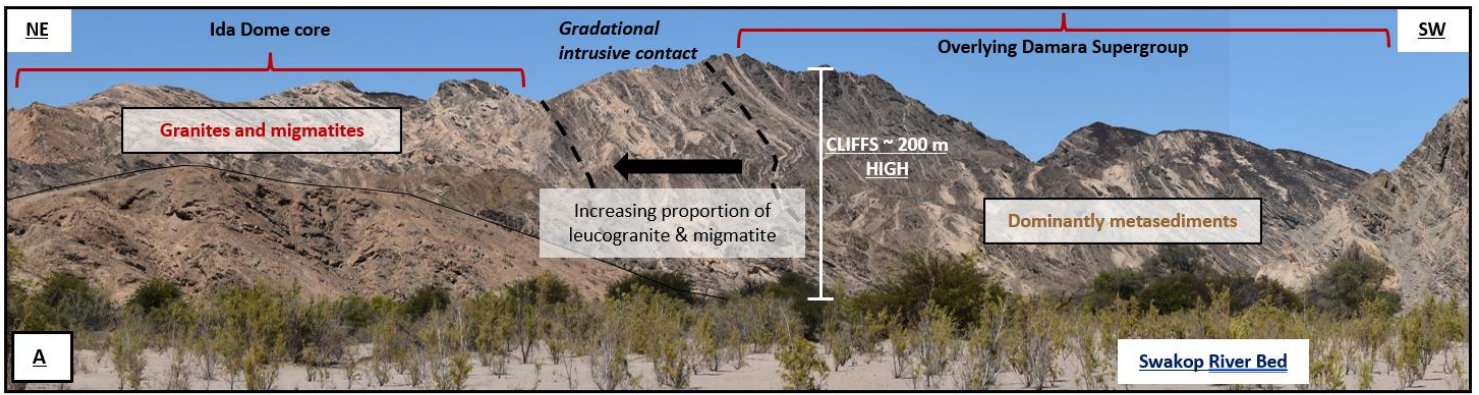 NE
Ida Dome core
Gradational
intrusive contact
Overlying Damara Supergroup
SW
Granites and migmatites
CLIFFS ~ 200 m
HIGH
Increasing proportion of
leucogranite & migmatite
Dominantly metasediments
A
Swakop River Bed